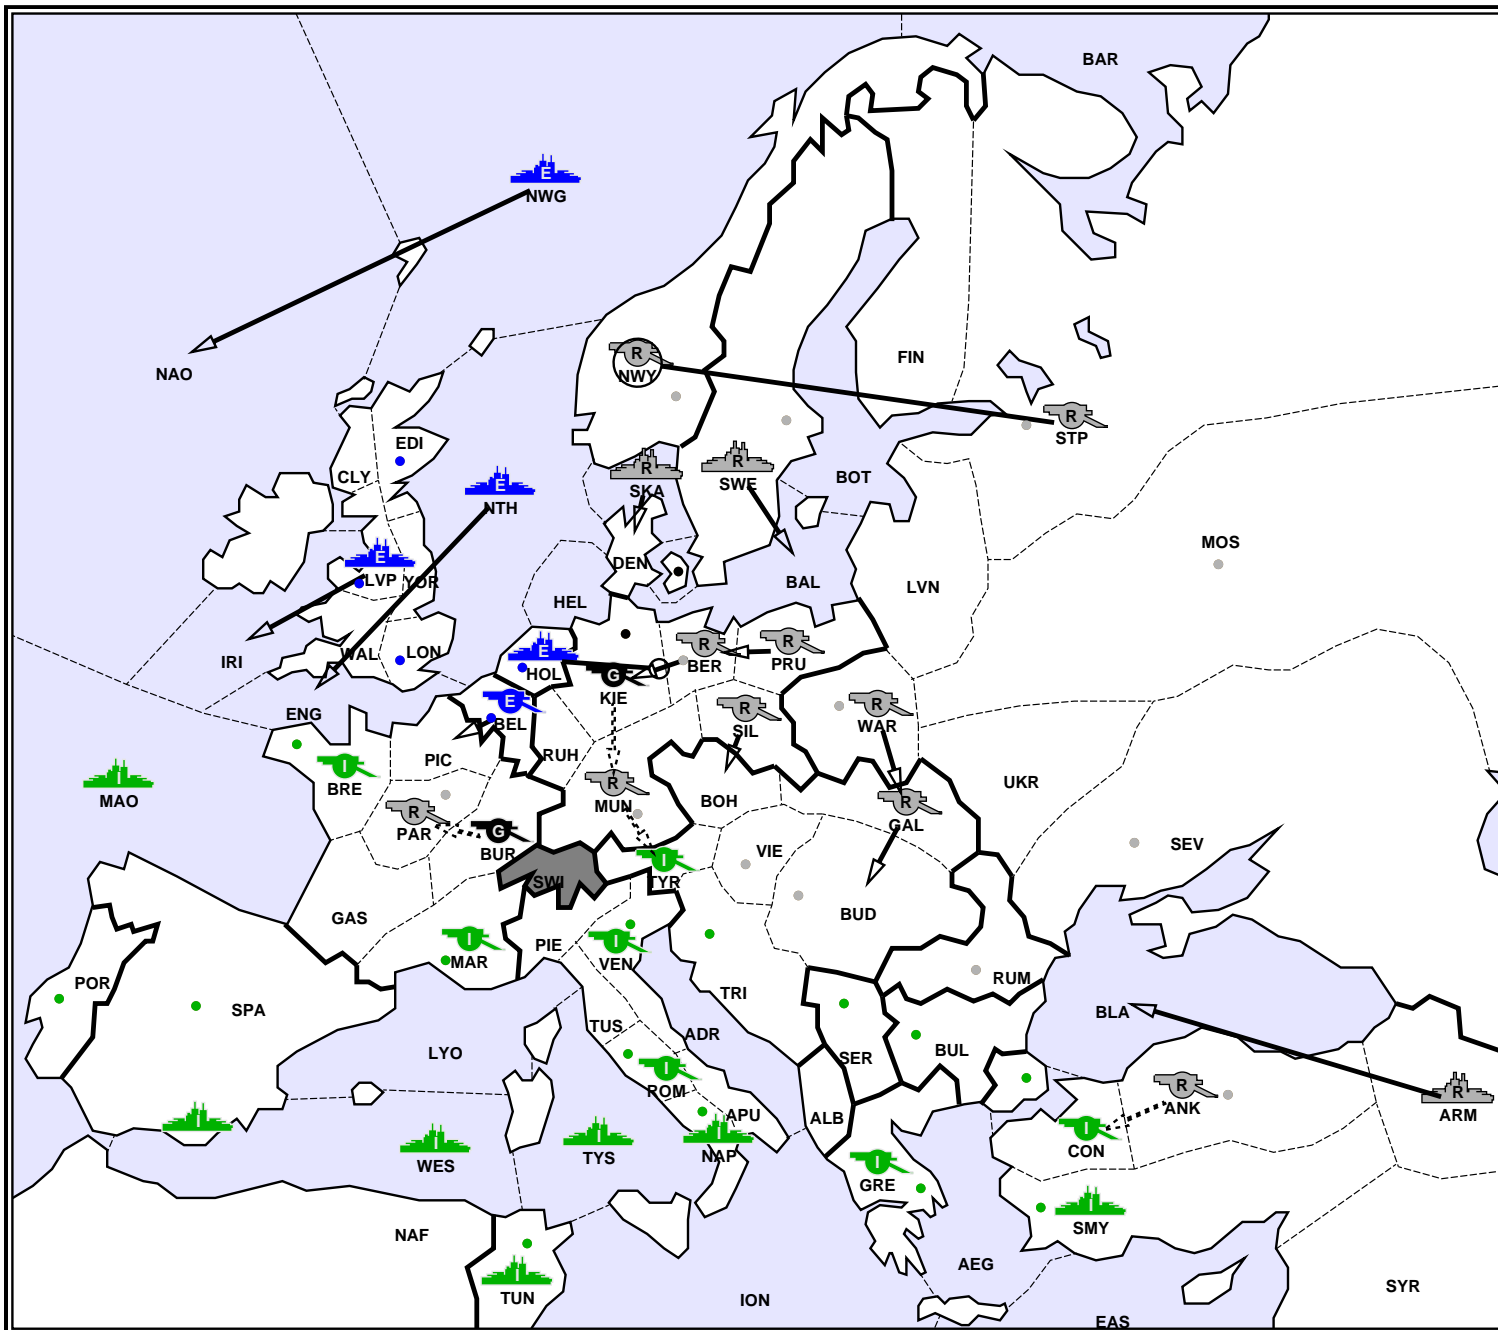 BAR
E
NWG
NAO
R
NWY
FIN
R
STP
EDI
CLY
R
SKA
R
SWE
BOT
E
NTH
MOS
E
LVP
YOR
DEN
BAL
LVN
HEL
IRI
WAL
LON
E
HOL
R
BER
R
PRU
G
KIE
E
BEL
R
SIL
R
WAR
ENG
PIC
RUH
I
BRE
I
MAO
R
MUN
BOH
UKR
R
PAR
G
BUR
R
GAL
SEV
VIE
I
TYR
SWI
GAS
BUD
I
MAR
PIE
I
VEN
POR
SPA
TRI
RUM
BLA
TUS
ADR
LYO
SER
BUL
I
ROM
R
ANK
R
ARM
APU
ALB
I
I
WES
I
TYS
I
NAP
I
CON
I
GRE
I
SMY
NAF
I
TUN
AEG
ION
SYR
EAS